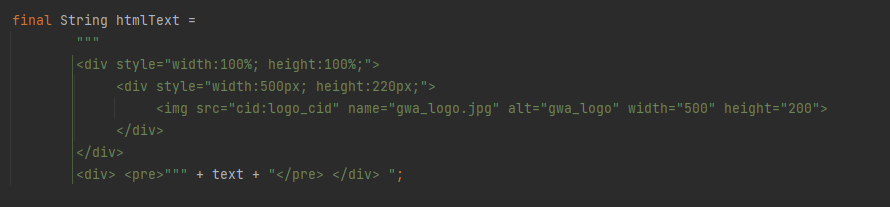 final String htmlText =
"""
<div style="width:100%; height:100%;">
<div style="width:500px; height:220px;">
<img src="cid:logo_cid" name="gwa_logo.jpg" alt="gwa_logo" width="500" height="200">
</div>
</div>
<div> <pre>""" + text + "</pre> </div> ";